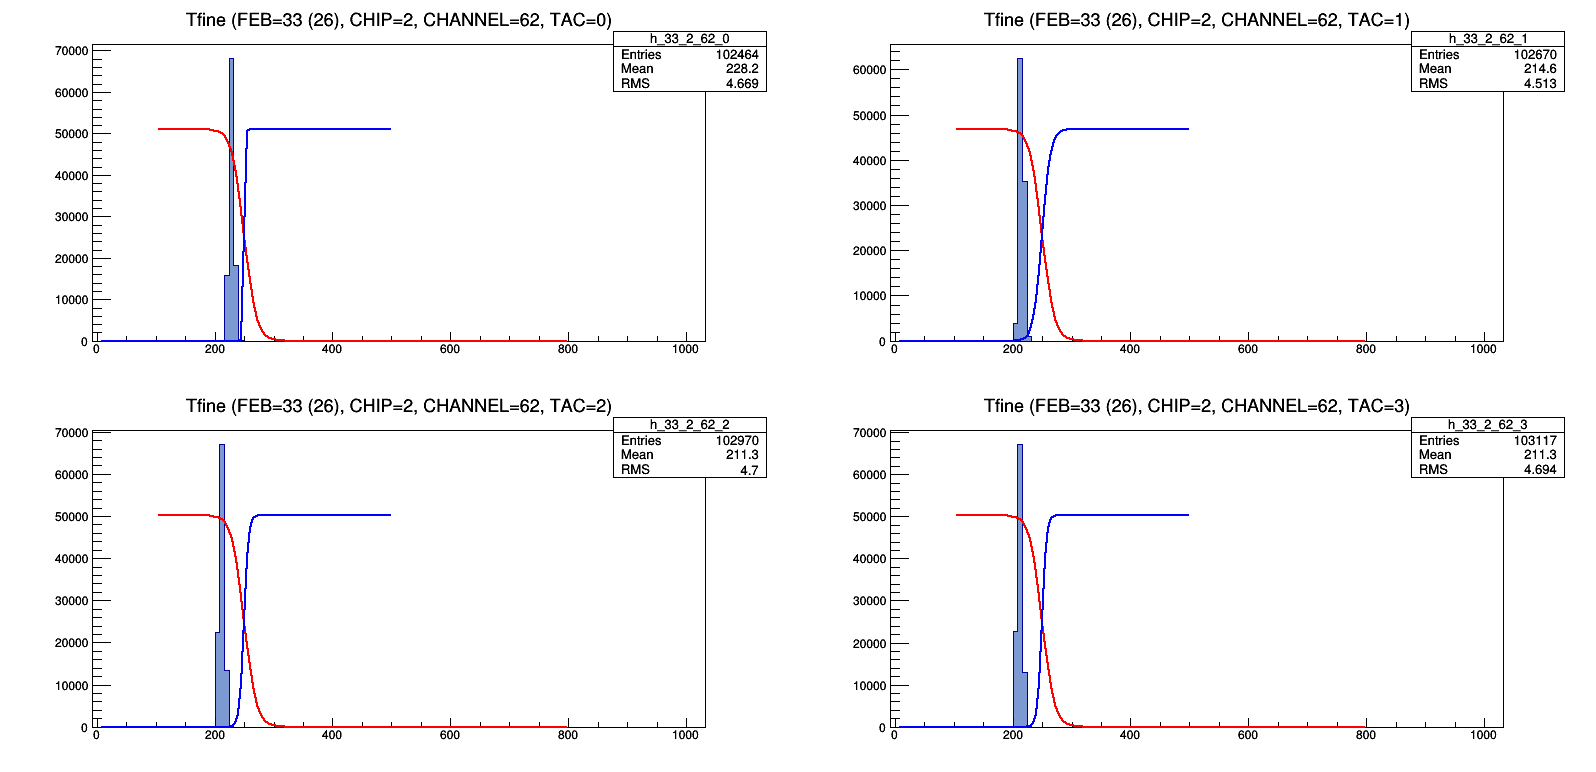 Tfine (FEB=33 (26), CHIP=2, CHANNEL=62, TAC=0)
h_33_2_62_0
Entries 102464
Mean 228.2
RMS 4.669
70000
60000
50000
40000
30000
20000
10000
0
0 200 400 600 800 1000
Tfine (FEB=33 (26), CHIP=2, CHANNEL=62, TAC=1)
h_33_2_62_1
Entries 102670
Mean 214.6
RMS 4.513
60000
50000
40000
30000
20000
10000
0
0 200 400 600 800 1000
Tfine (FEB=33 (26), CHIP=2, CHANNEL=62, TAC=2)
h_33_2_62_2
Entries 102970
Mean 211.3
RMS 4.7
70000
60000
50000
40000
30000
20000
10000
0
0 200 400 600 800 1000
Tfine (FEB=33 (26), CHIP=2, CHANNEL=62, TAC=3)
h_33_2_62_3
Entries 103117
Mean 211.3
RMS 4.694
70000
60000
50000
40000
30000
20000
10000
0
0 200 400 600 800 1000